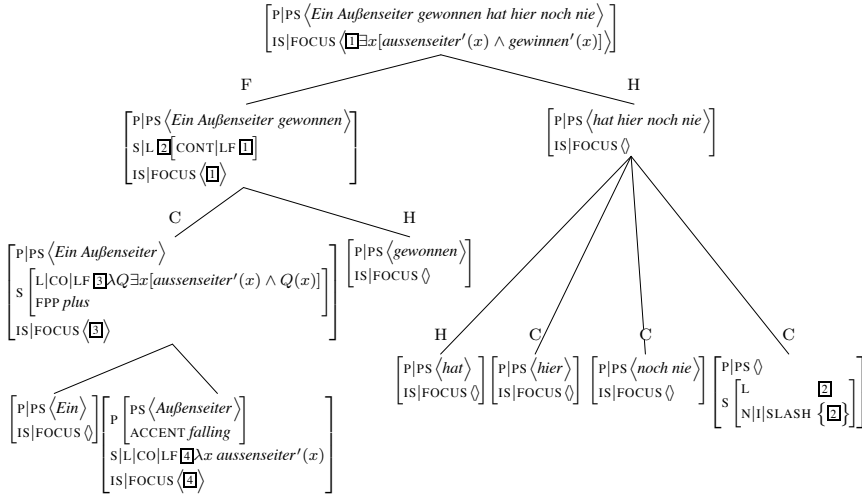 P|PS ⟨Ein Außenseiter gewonnen hat hier noch nie⟩
IS|FOCUS ⟨1∃x[aussenseiter′(x) ∧ gewinnen′(x)]⟩
F H
P|PS ⟨Ein Außenseiter gewonnen⟩
S|L 2[CONT|LF 1]
IS|FOCUS ⟨1⟩
P|PS ⟨hat hier noch nie⟩
IS|FOCUS ⟨⟩
C H
P|PS ⟨Ein Außenseiter⟩
S [L|CO|LF 3λQ∃x[aussenseiter′(x) ∧ Q(x)]
FPP plus]
IS|FOCUS ⟨3⟩
P|PS ⟨gewonnen⟩
IS|FOCUS ⟨⟩
H C C C
P|PS ⟨hat⟩
IS|FOCUS ⟨⟩
P|PS ⟨hier⟩
IS|FOCUS ⟨⟩
P|PS ⟨noch nie⟩
IS|FOCUS ⟨⟩
P|PS ⟨⟩
S [L 2
N|I|SLASH {2}]
P|PS ⟨Ein⟩
IS|FOCUS ⟨⟩
P [PS ⟨Außenseiter⟩
ACCENT falling]
S|L|CO|LF 4λx aussenseiter′(x)
IS|FOCUS ⟨4⟩